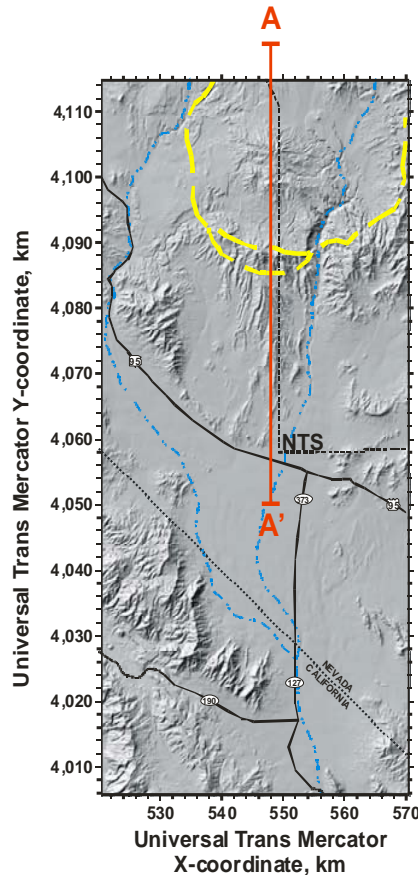 A
4,110
4,100
4,090
4,080
4,070
4,060
4,050
4,040
4,030
4,020
4,010
Universal Trans Mercator Y-coordinate, km
95
NTS
95
373
A'
NEVADA
CALIFORNIA
127
190
530 540 550 560 570
Universal Trans Mercator
X-coordinate, km